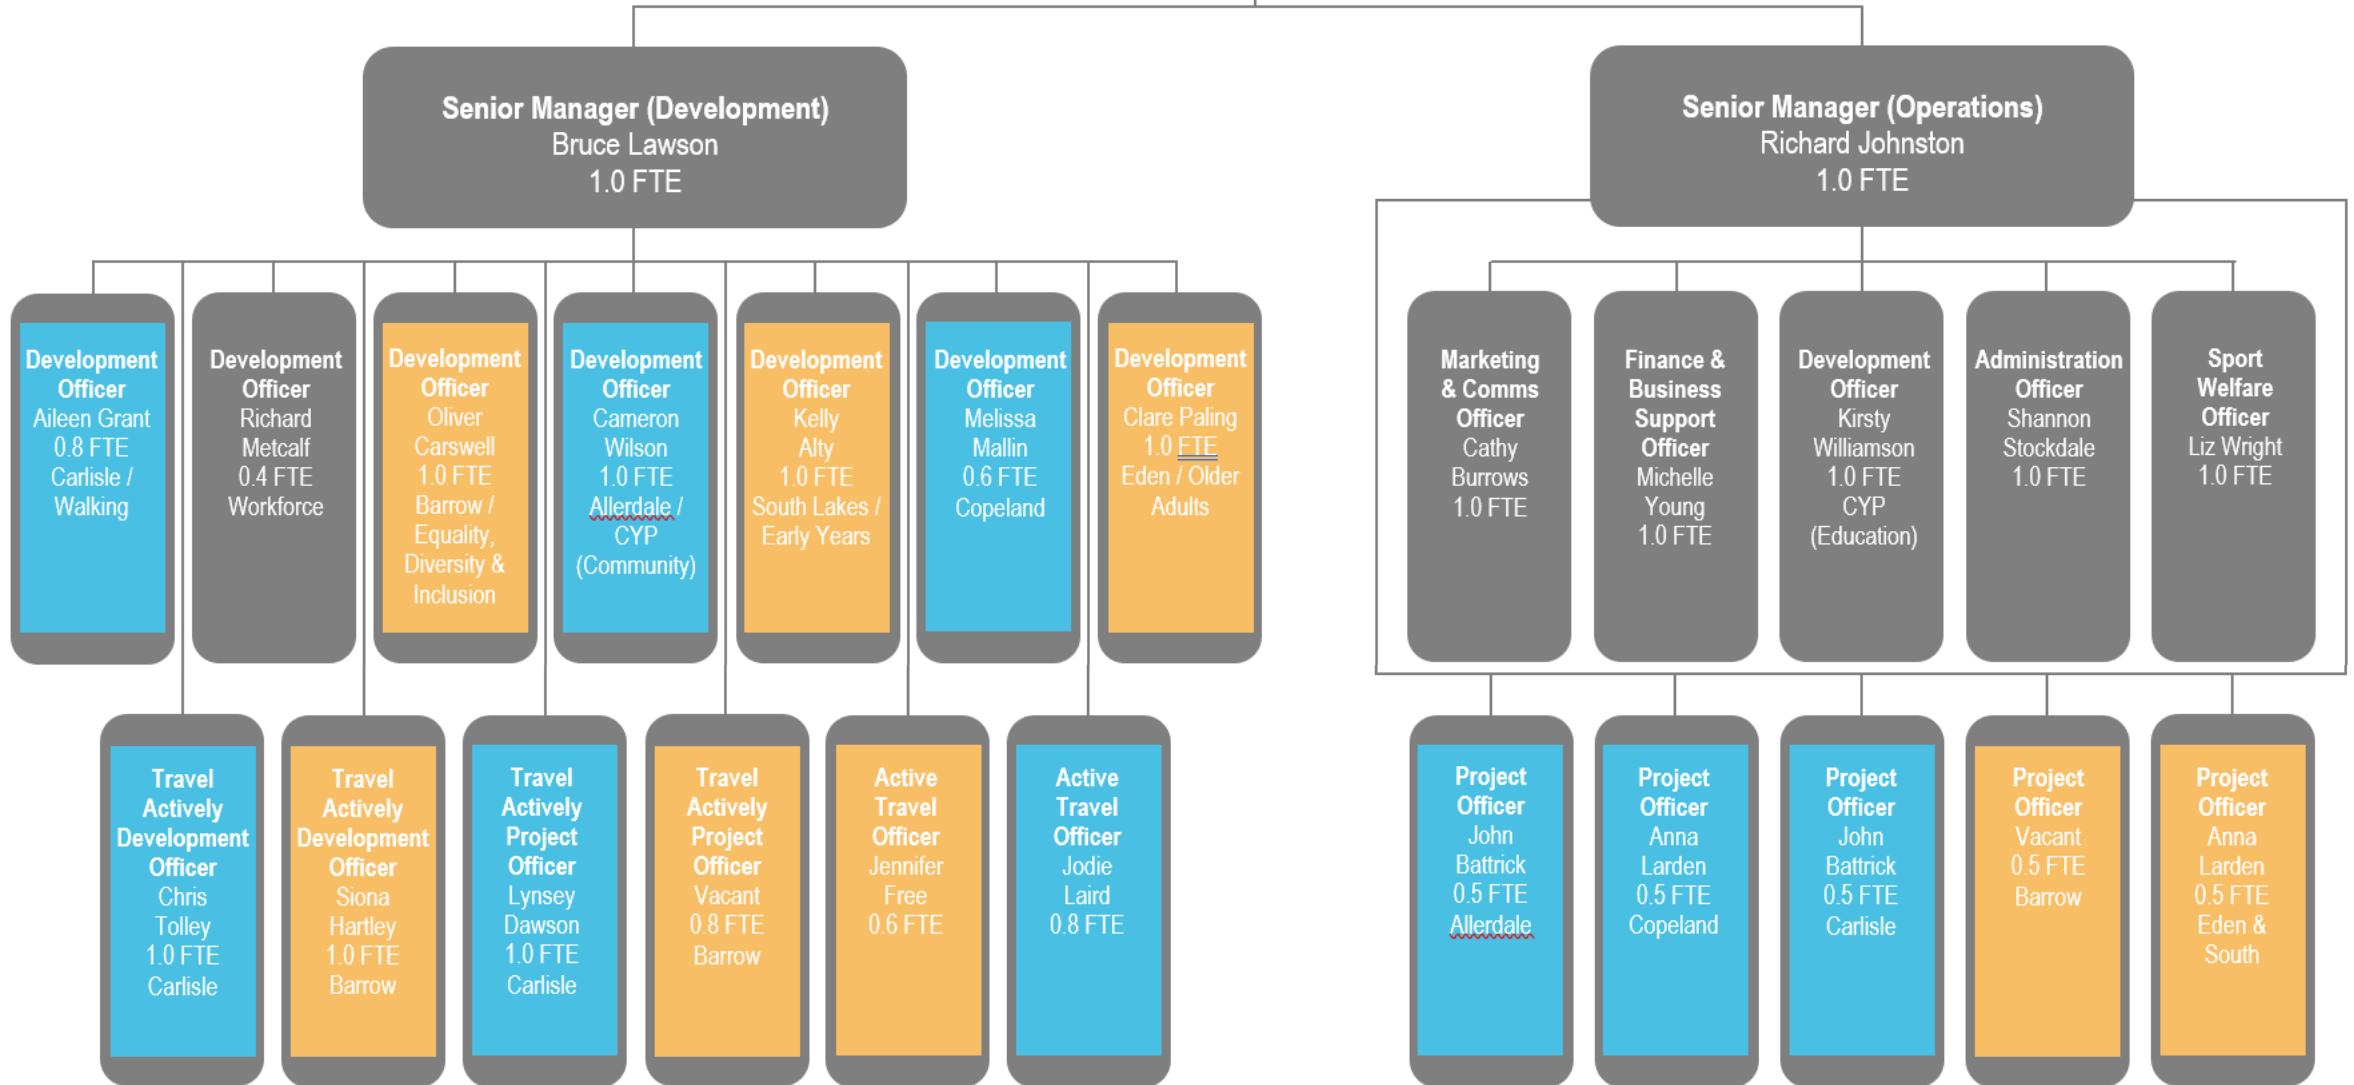 Senior Manager (Development)
Bruce Lawson
1.0 FTE
Senior Manager (Operations)
Richard Johnston
1.0 FTE
Development
Officer
Aileen Grant
0.8 FTE
Carlisle /
Walking
Development
Officer
Richard
Metcalf
0.4 FTE
Workforce
Development
Officer
Oliver
Carswell
1.0 FTE
Barrow /
Equality,
Diversity &
Inclusion
Development
Officer
Cameron
Wilson
1.0 FTE
Allerdale /
CYP
(Community)
Development
Officer
Kelly
Alty
1.0 FTE
South Lakes /
Early Years
Development
Officer
Melissa
Mallin
0.6 FTE
Copeland
Development
Officer
Clare Paling
1.0 FTE
Eden / Older
Adults
Marketing
& Comms
Officer
Cathy
Burrows
1.0 FTE
Finance &
Business
Support
Officer
Michelle
Young
1.0 FTE
Development
Officer
Kirsty
Williamson
1.0 FTE
CYP
(Education)
Administration
Officer
Shannon
Stockdale
1.0 FTE
Sport
Welfare
Officer
Liz Wright
1.0 FTE
Travel
Actively
Development
Officer
Chris
Tolley
1.0 FTE
Carlisle
Travel
Actively
Development
Officer
Siona
Hartley
1.0 FTE
Barrow
Travel
Actively
Project
Officer
Lynsey
Dawson
1.0 FTE
Carlisle
Travel
Actively
Project
Officer
Vacant
0.8 FTE
Barrow
Active
Travel
Officer
Jennifer
Free
0.6 FTE
Active
Travel
Officer
Jodie
Laird
0.8 FTE
Project
Officer
John
Battrick
0.5 FTE
Allerdale
Project
Officer
Anna
Larden
0.5 FTE
Copeland
Project
Officer
John
Battrick
0.5 FTE
Carlisle
Project
Officer
Vacant
0.5 FTE
Barrow
Project
Officer
Anna
Larden
0.5 FTE
Eden &
South